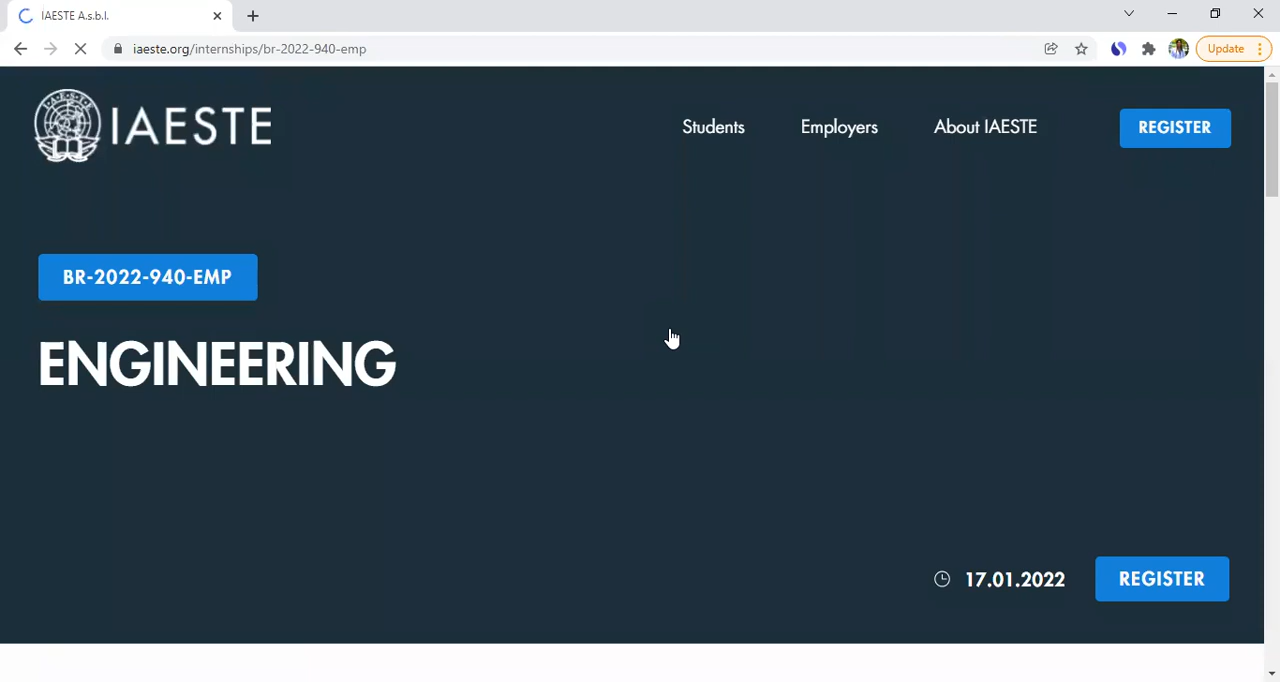 IAESTE A.s.b.l.
iaeste.org/internships/br-2022-940-emp
Update
IAESTE
Students
Employers
About IAESTE
REGISTER
BR-2022-940-EMP
ENGINEERING
17.01.2022
REGISTER